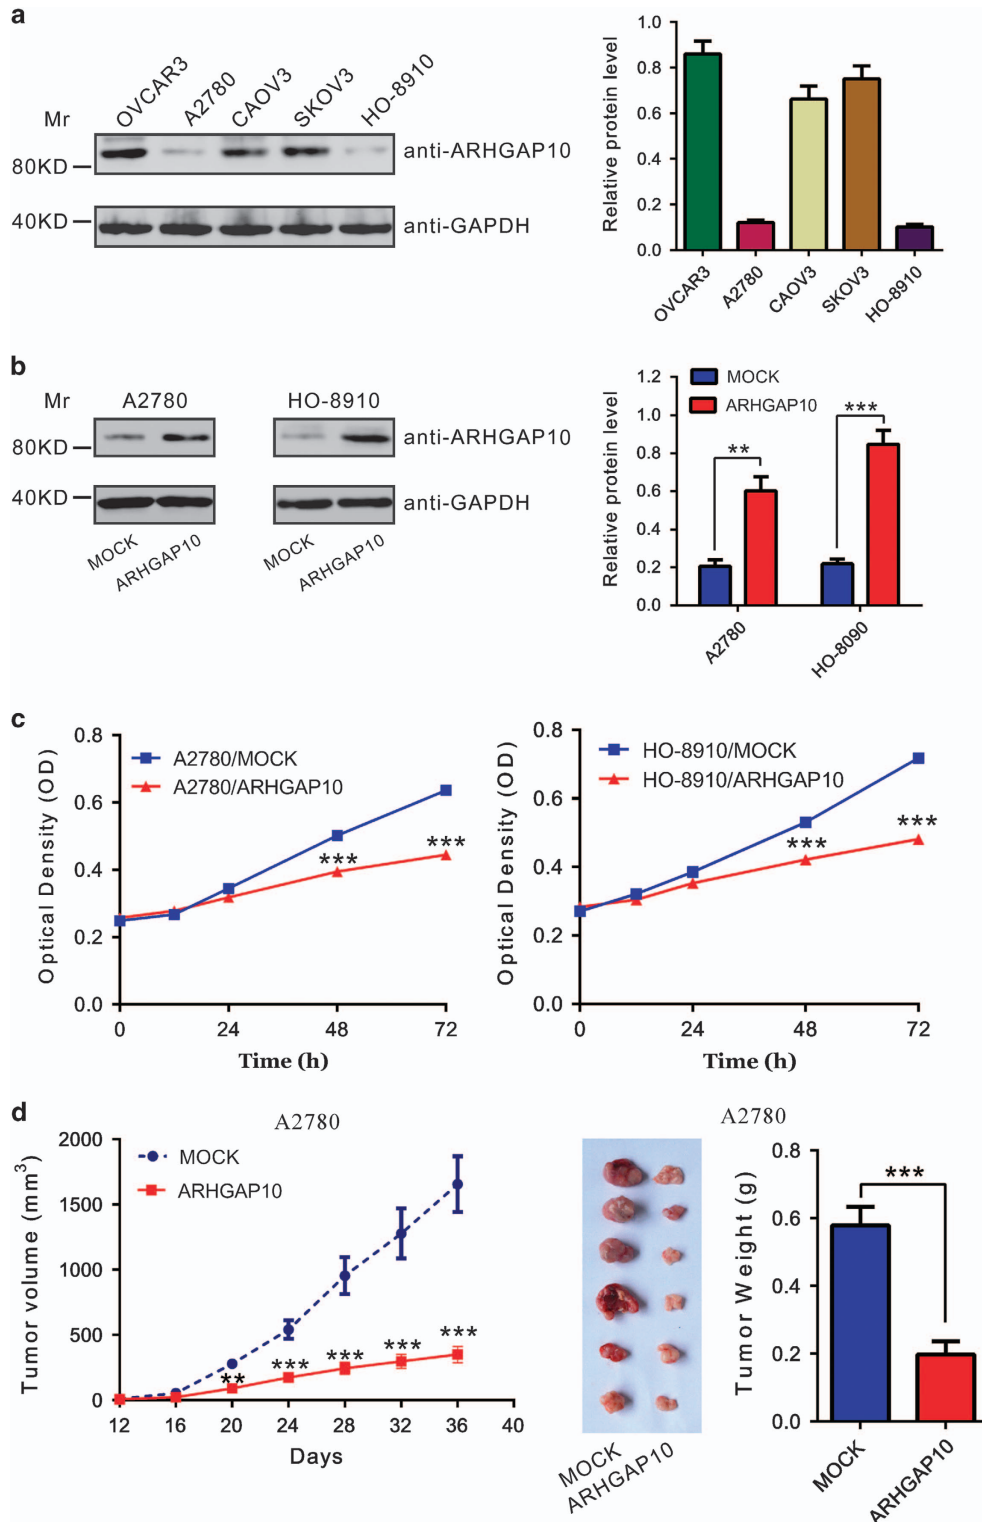 a
Mr
OVCAR3 A2780 CAOV3 SKOV3 HO-8910
80KD
anti-ARHGAP10
40KD
anti-GAPDH
Relative protein level
1.0
0.8
0.6
0.4
0.2
0.0
OVCAR3 A2780 CAOV3 SKOV3 HO-8910
b
Mr A2780 HO-8910
80KD
anti-ARHGAP10
40KD
anti-GAPDH
MOCK ARHGAP10 MOCK ARHGAP10
Relative protein level
1.2
1.0
0.8
0.6
0.4
0.2
0.0
MOCK
ARHGAP10
**
***
A2780 HO-8090
c
Optical Density (OD)
0.8
0.6
0.4
0.2
0.0
A2780/MOCK
A2780/ARHGAP10
*** ***
0 24 48 72
Time (h)
Optical Density (OD)
0.8
0.6
0.4
0.2
0.0
HO-8910/MOCK
HO-8910/ARHGAP10
*** ***
0 24 48 72
Time (h)
d
A2780
Tumor volume (mm3)
2000
1500
1000
500
0
MOCK
ARHGAP10
** *** *** *** ***
12 16 20 24 28 32 36 40
Days
A2780
MOCK
ARHGAP10
Tumor Weight (g)
0.8
0.6
0.4
0.2
0.0
***
MOCK ARHGAP10